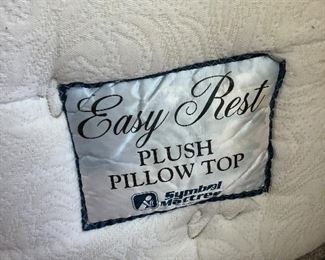 Easy Rest
PLUSH
PILLOW TOP
Symbol
Mattress